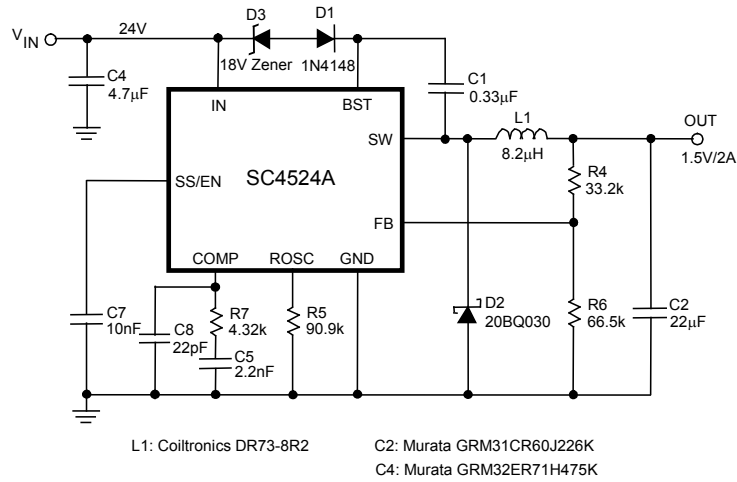 D3
D1
V IN
24V
18V Zener
1N4148
C4
4.7µF
C1
0.33µF
IN
BST
SW
L1
8.2µH
OUT
1.5V/2A
SS/EN
SC4524A
R4
33.2k
FB
COMP
ROSC
GND
C7
10nF
C8
22pF
R7
4.32k
C5
2.2nF
R5
90.9k
D2
20BQ030
R6
66.5k
C2
22µF
L1: Coiltronics DR73-8R2
C2: Murata GRM31CR60J226K
C4: Murata GRM32ER71H475K